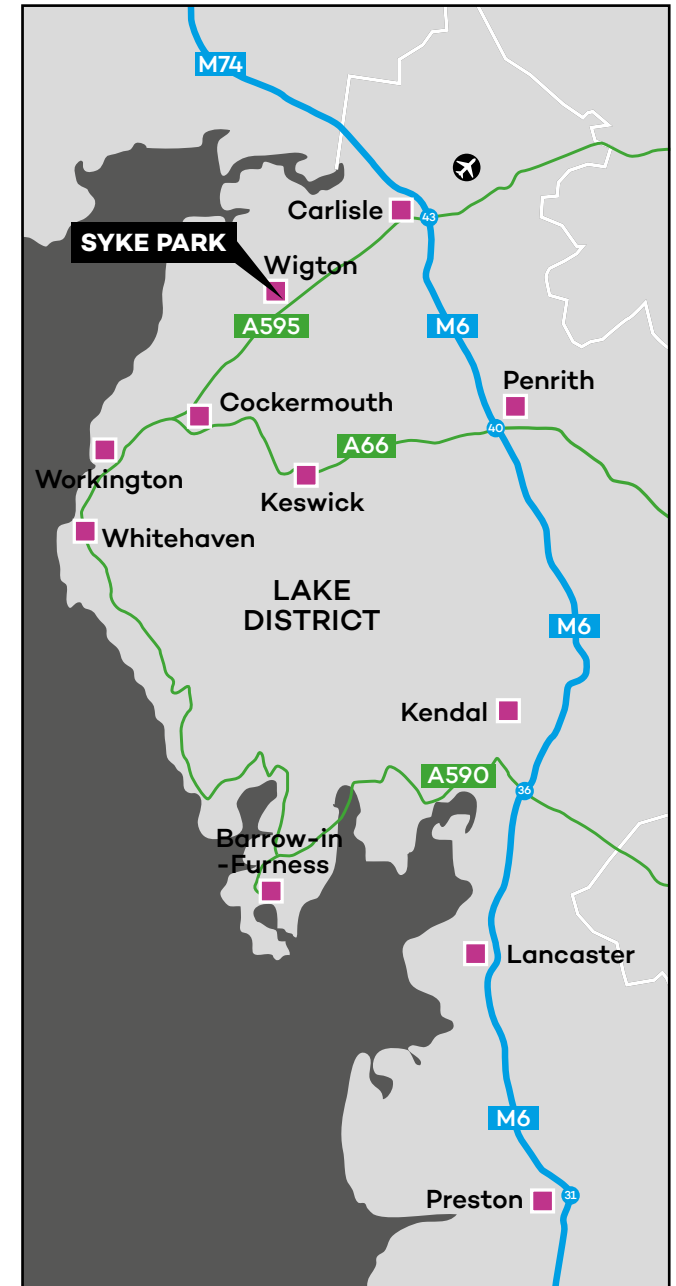 M74
Carlisle
43
SYKE PARK
Wigton
A595
M6
Penrith
Cockermouth
40
A66
Workington
Keswick
Whitehaven
LAKE
DISTRICT
M6
Kendal
A590
36
Barrow-in
-Furness
Lancaster
M6
Preston
31